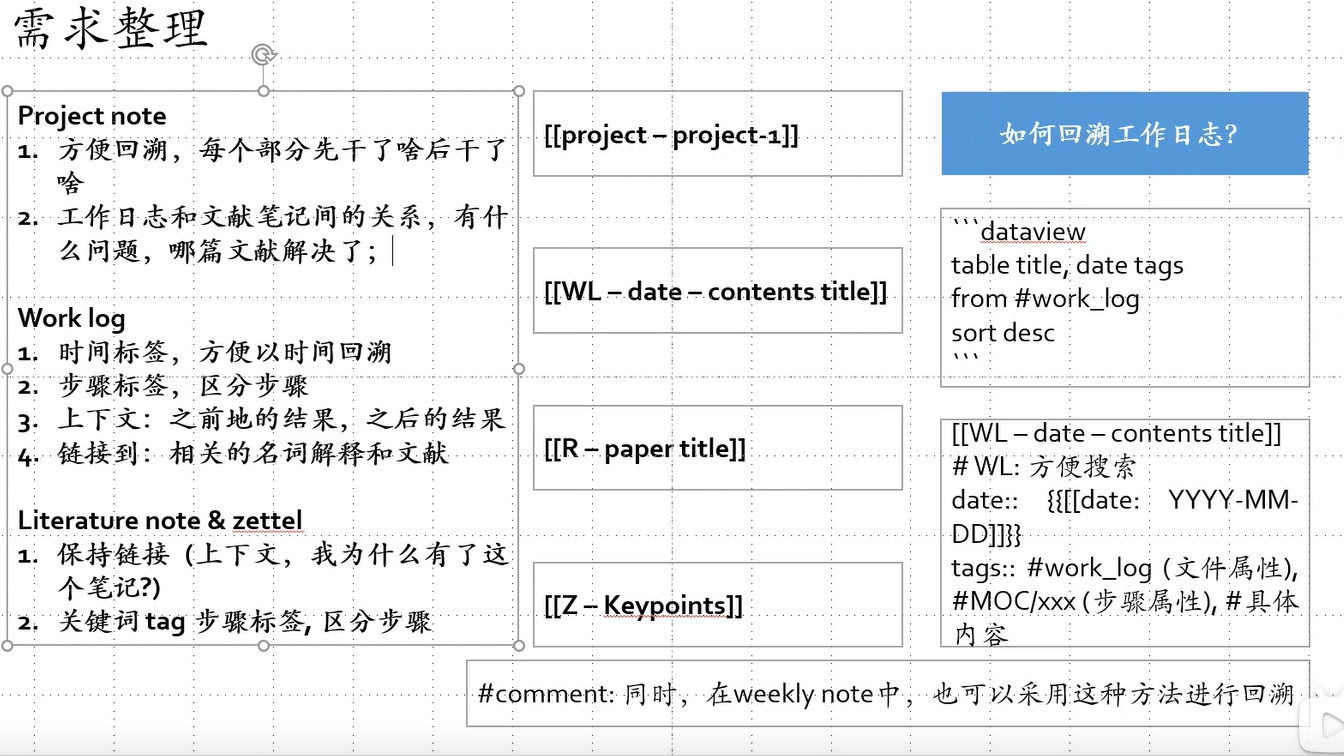 需求整理
Project note
1. 方便回溯，每个部分先干了啥后干了
啥
2. 工作日志和文献笔记间的关系，有什
么问题，哪篇文献解决了；
Work log
1. 时间标签，方便以时间回溯
2. 步骤标签，区分步骤
3. 上下文：之前地的结果，之后的结果
4. 链接到：相关的名词解释和文献
Literature note & zettel
1. 保持链接（上下文，我为什么有了这
个笔记?)
2. 关键词 tag 步骤标签, 区分步骤
[[project – project-1]]
[[WL – date – contents title]]
[[R – paper title]]
[[Z – Keypoints]]
如何回溯工作日志？
```dataview
table title, date tags
from #work_log
sort desc
```
[[WL – date – contents title]]
# WL: 方便搜索
date:: {{[[date: YYYY-MM-
DD]]}}
tags:: #work_log (文件属性),
#MOC/xxx (步骤属性), #具体
内容
#comment: 同时，在weekly note中，也可以采用这种方法进行回溯